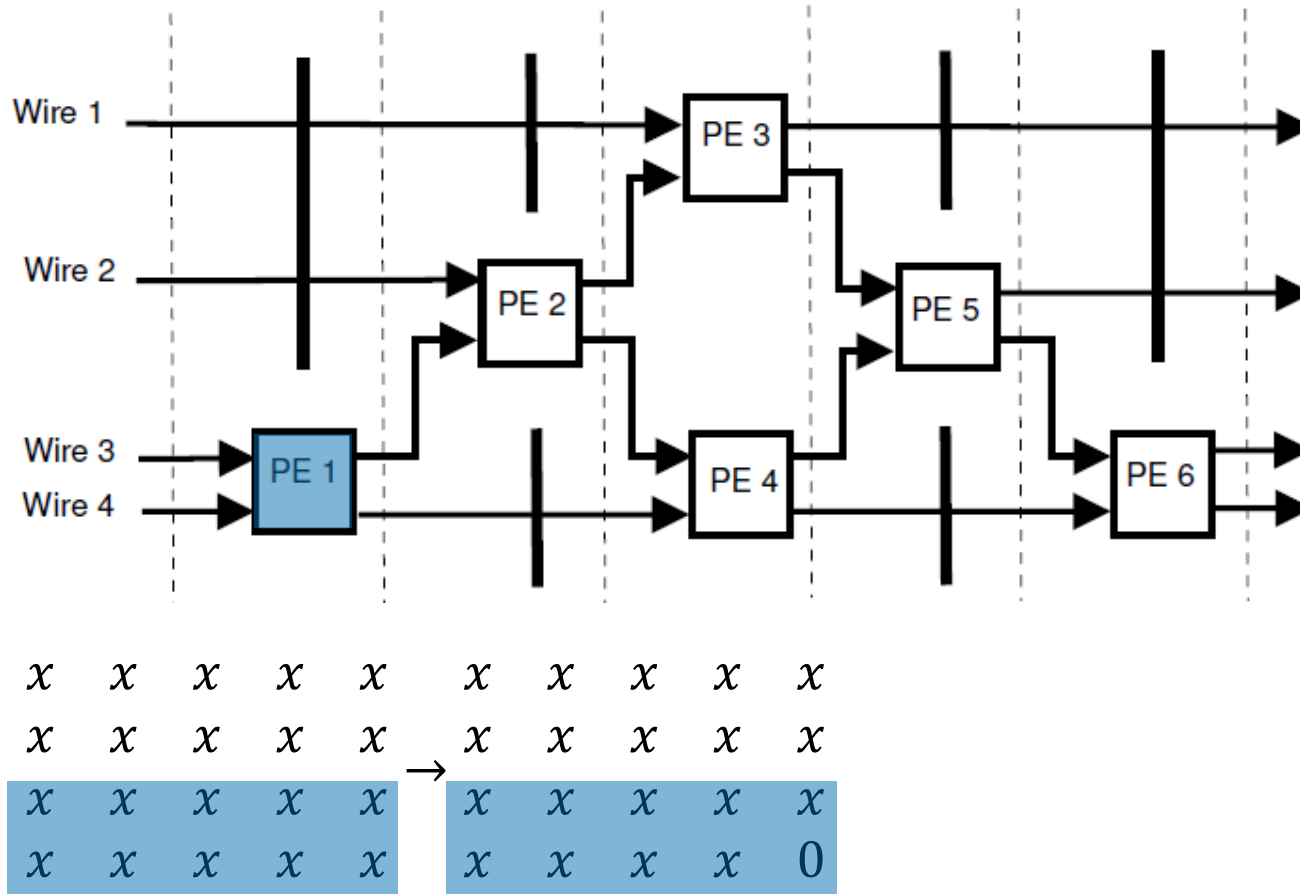 Wire 1
PE 3
Wire 2
PE 2
PE 5
Wire 3
PE 1
PE 4
PE 6
Wire 4
x x x x x x x x x x
x x x x x x x x x x
→
x x x x x x x x x x
x x x x x x x x x 0